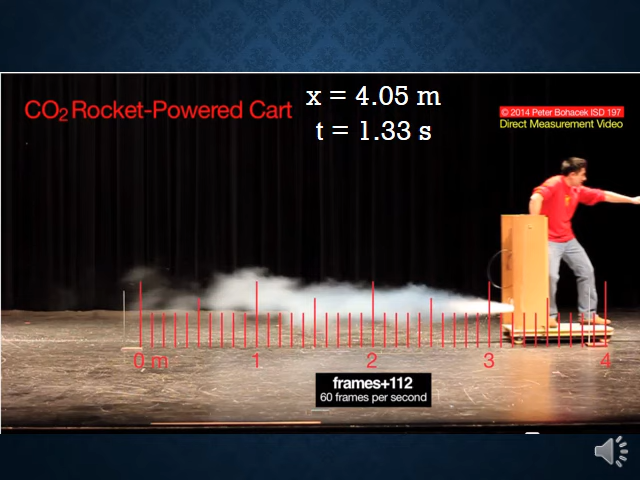 CO₂ Rocket-Powered Cart
x = 4.05 m
t = 1.33 s
© 2014 Peter Bohacek ISD 197
Direct Measurement Video
0 m 1 2 3 4
frames+112
60 frames per second